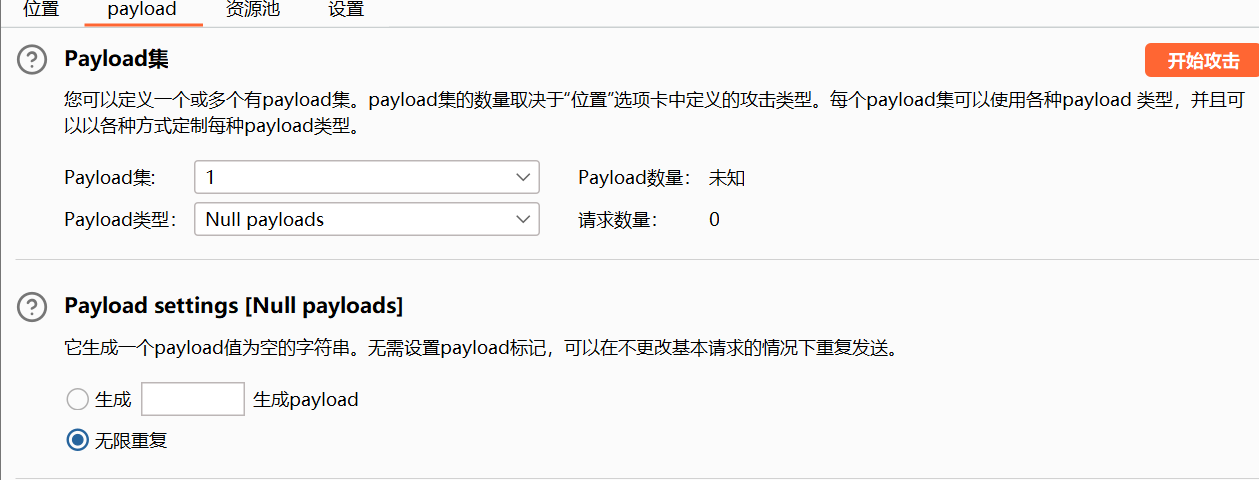 位置 payload 资源池 设置
Payload集 开始攻击
您可以定义一个或多个有payload集。payload集的数量取决于“位置”选项卡中定义的攻击类型。每个payload集可以使用各种payload 类型，并且可
以以各种方式定制每种payload类型。
Payload集: 1 Payload数量： 未知
Payload类型： Null payloads 请求数量： 0
Payload settings [Null payloads]
它生成一个payload值为空的字符串。无需设置payload标记，可以在不更改基本请求的情况下重复发送。
生成 生成payload
无限重复